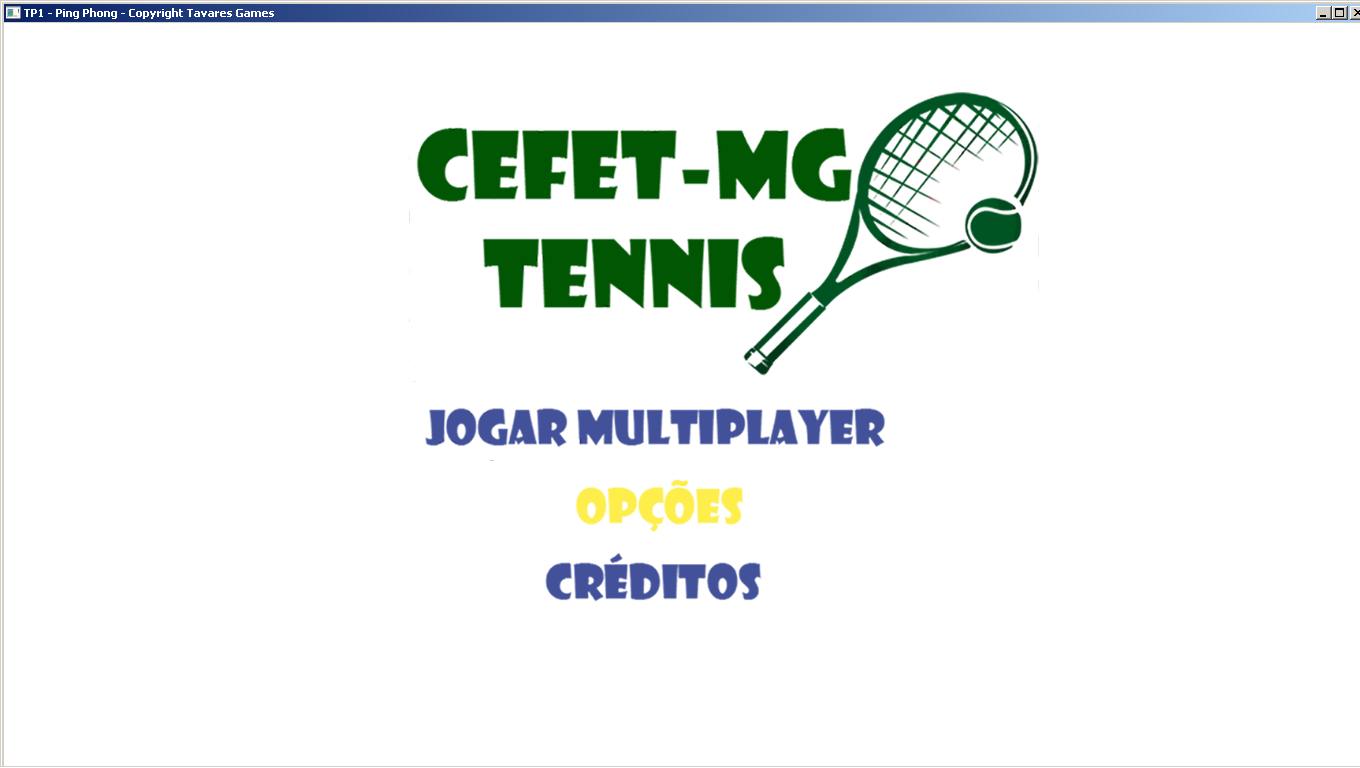 TP1 - Ping Phong - Copyright Tavares Games
CEFET-MG
TENNIS
JOGAR MULTIPLAYER
OPÇÕES
CRÉDITOS